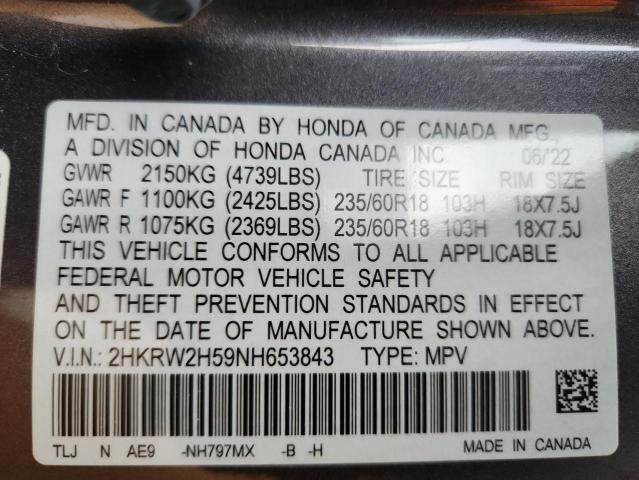 MFD. IN CANADA BY HONDA OF CANADA MFG.,
A DIVISION OF HONDA CANADA INC. 06/'22
GVWR 2150KG (4739LBS) TIRE SIZE RIM SIZE
GAWR F 1100KG (2425LBS) 235/60R18 103H 18X7.5J
GAWR R 1075KG (2369LBS) 235/60R18 103H 18X7.5J
THIS VEHICLE CONFORMS TO ALL APPLICABLE
FEDERAL MOTOR VEHICLE SAFETY
AND THEFT PREVENTION STANDARDS IN EFFECT
ON THE DATE OF MANUFACTURE SHOWN ABOVE.
V.I.N.: 2HKRW2H59NH653843 TYPE: MPV
TLJ N AE9 -NH797MX -B -H MADE IN CANADA